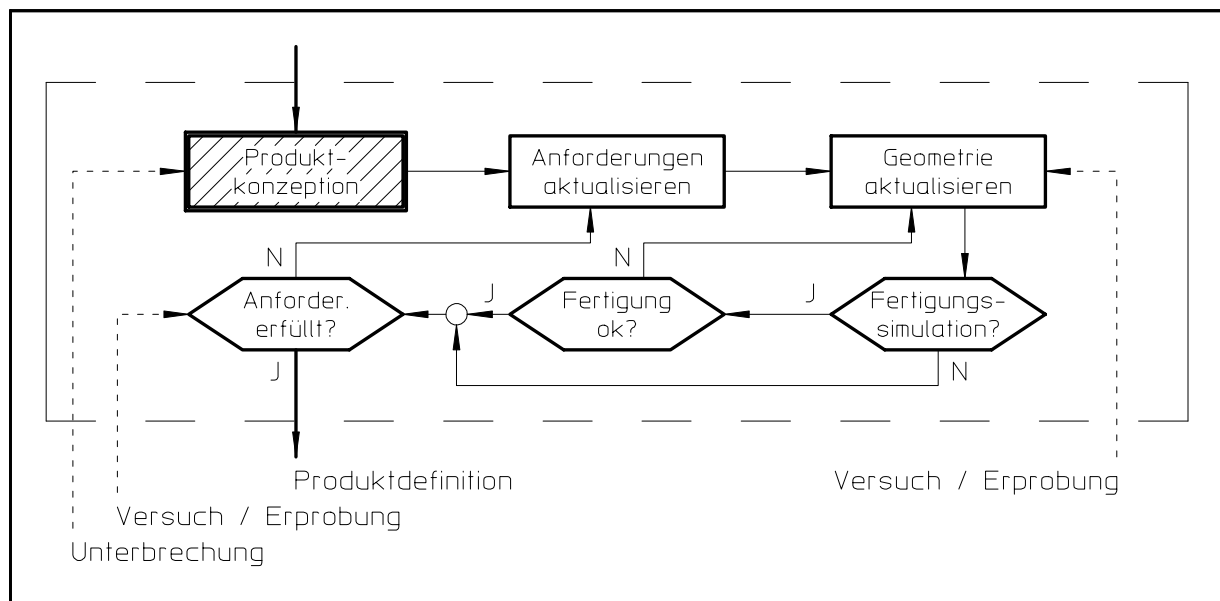 Produkt-
konzeption
Anforderungen
aktualisieren
Geometrie
aktualisieren
N
N
Anforder.
erfüllt?
J
Fertigung
ok?
J
Fertigungs-
simulation?
J
N
Produktdefinition
Versuch / Erprobung
Versuch / Erprobung
Unterbrechung